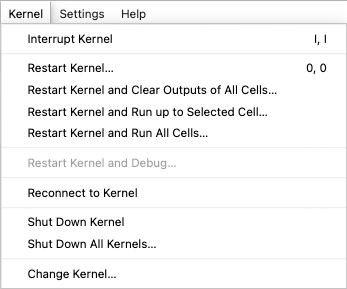 Kernel Settings Help
Interrupt Kernel I, I
Restart Kernel... 0, 0
Restart Kernel and Clear Outputs of All Cells...
Restart Kernel and Run up to Selected Cell...
Restart Kernel and Run All Cells...
Restart Kernel and Debug...
Reconnect to Kernel
Shut Down Kernel
Shut Down All Kernels...
Change Kernel...